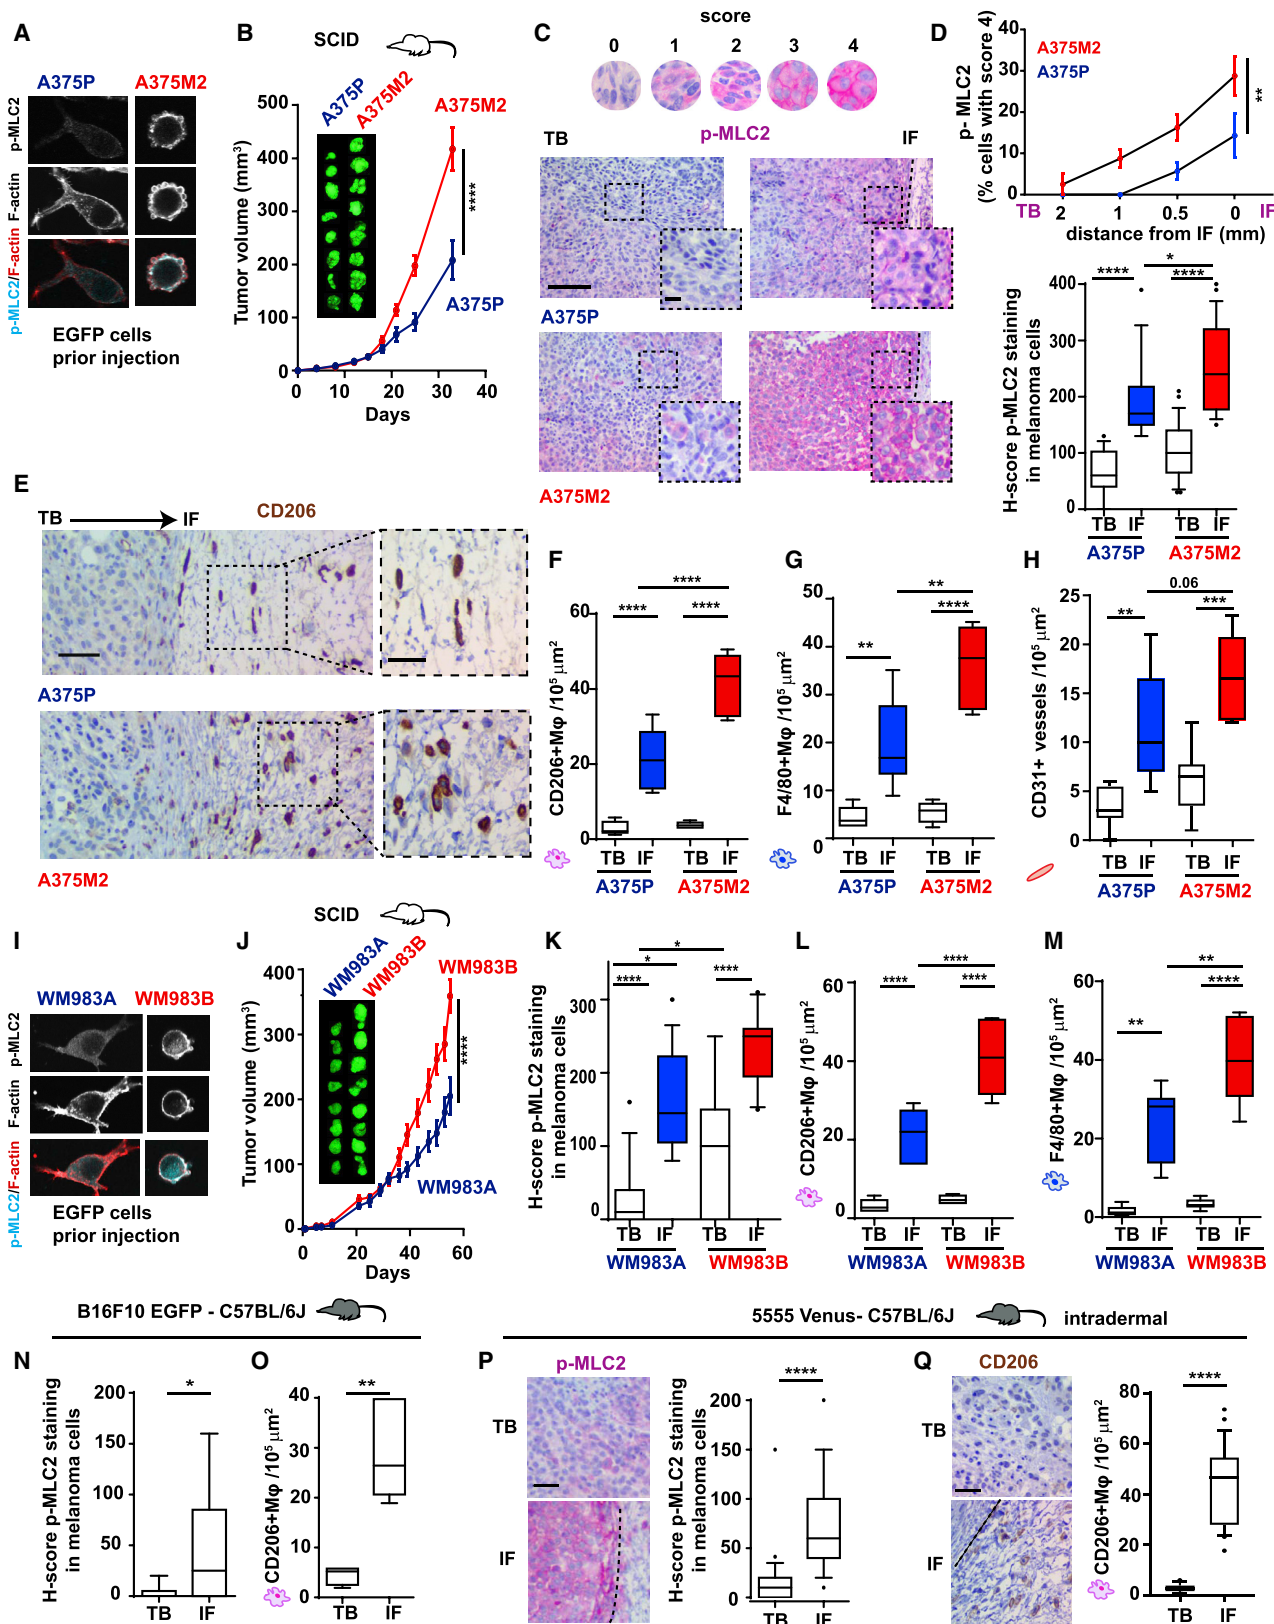 A
A375P
A375M2
p-MLC2
F-actin
p-MLC2/F-actin
EGFP cells
prior injection
B
SCID
A375P
A375M2
Tumor volume (mm³)
500
400
300
200
100
0
A375M2
****
A375P
0
10
20
30
40
Days
C
score
0
1
2
3
4
TB
p-MLC2
IF
A375P
A375M2
D
A375M2
A375P
p- MLC2
(% cells with score 4)
40
30
20
10
0
**
TB
2
1
0.5
0
IF
distance from IF (mm)
H-score p-MLC2 staining
in melanoma cells
400
300
200
100
0
****
*
****
TB
IF
TB
IF
A375P
A375M2
E
TB
IF
CD206
A375P
A375M2
F
CD206+Mφ /10⁵ μm²
60
40
20
0
****
****
****
TB
IF
TB
IF
A375P
A375M2
G
F4/80+Mφ /10⁵ μm²
50
40
30
20
10
0
**
**
****
TB
IF
TB
IF
A375P
A375M2
H
CD31+ vessels /10⁵ μm²
25
20
15
10
5
0
0.06
**
***
TB
IF
TB
IF
A375P
A375M2
I
WM983A
WM983B
p-MLC2
F-actin
p-MLC2/F-actin
EGFP cells
prior injection
J
SCID
WM983A
WM983B
Tumor volume (mm³)
400
300
200
100
0
WM983B
****
WM983A
0
20
40
60
Days
K
H-score p-MLC2 staining
in melanoma cells
300
200
100
0
*
*
****
****
TB
IF
TB
IF
WM983A
WM983B
L
CD206+Mφ /10⁵ μm²
60
40
20
0
****
****
****
TB
IF
TB
IF
WM983A
WM983B
M
F4/80+Mφ /10⁵ μm²
60
40
20
0
**
**
****
TB
IF
TB
IF
WM983A
WM983B
B16F10 EGFP - C57BL/6J
5555 Venus- C57BL/6J
intradermal
N
H-score p-MLC2 staining
in melanoma cells
200
150
100
50
0
*
TB
IF
O
CD206+Mφ /10⁵ μm²
40
30
20
10
0
**
TB
IF
P
p-MLC2
TB
IF
H-score p-MLC2 staining
in melanoma cells
200
150
100
50
0
****
TB
IF
Q
CD206
TB
IF
CD206+Mφ /10⁵ μm²
80
60
40
20
0
****
TB
IF